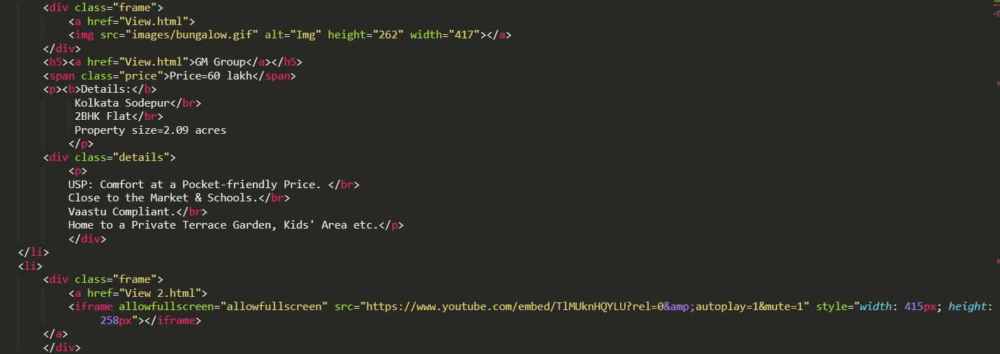 <div class="frame">
<a href="View.html">
<img src="images/bungalow.gif" alt="Img" height="262" width="417"></a>
</div>
<h5><a href="View.html">GM Group</a></h5>
<span class="price">Price=60 lakh</span>
<p><b>Details:</b>
Kolkata Sodepur</br>
2BHK Flat</br>
Property size=2.09 acres
</p>
<div class="details">
<p>
USP: Comfort at a Pocket-friendly Price. </br>
Close to the Market & Schools.</br>
Vaastu Compliant.</br>
Home to a Private Terrace Garden, Kids' Area etc.</p>
</div>
</li>
<li>
<div class="frame">
<a href="View 2.html">
<iframe allowfullscreen="allowfullscreen" src="https://www.youtube.com/embed/TlMUknHQYLU?rel=0&amp;autoplay=1&mute=1" style="width: 415px; height:
258px"></iframe>
</a>
</div>